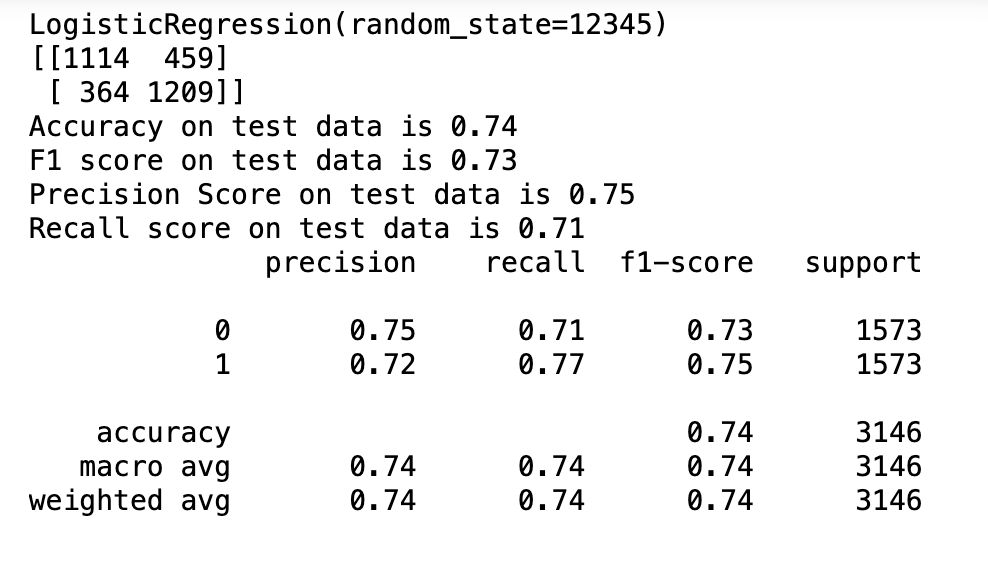 LogisticRegression(random_state=12345)
[[1114  459]
 [ 364 1209]]
Accuracy on test data is 0.74
F1 score on test data is 0.73
Precision Score on test data is 0.75
Recall score on test data is 0.71
              precision    recall  f1-score   support

           0       0.75      0.71      0.73      1573
           1       0.72      0.77      0.75      1573

    accuracy                           0.74      3146
   macro avg       0.74      0.74      0.74      3146
weighted avg       0.74      0.74      0.74      3146